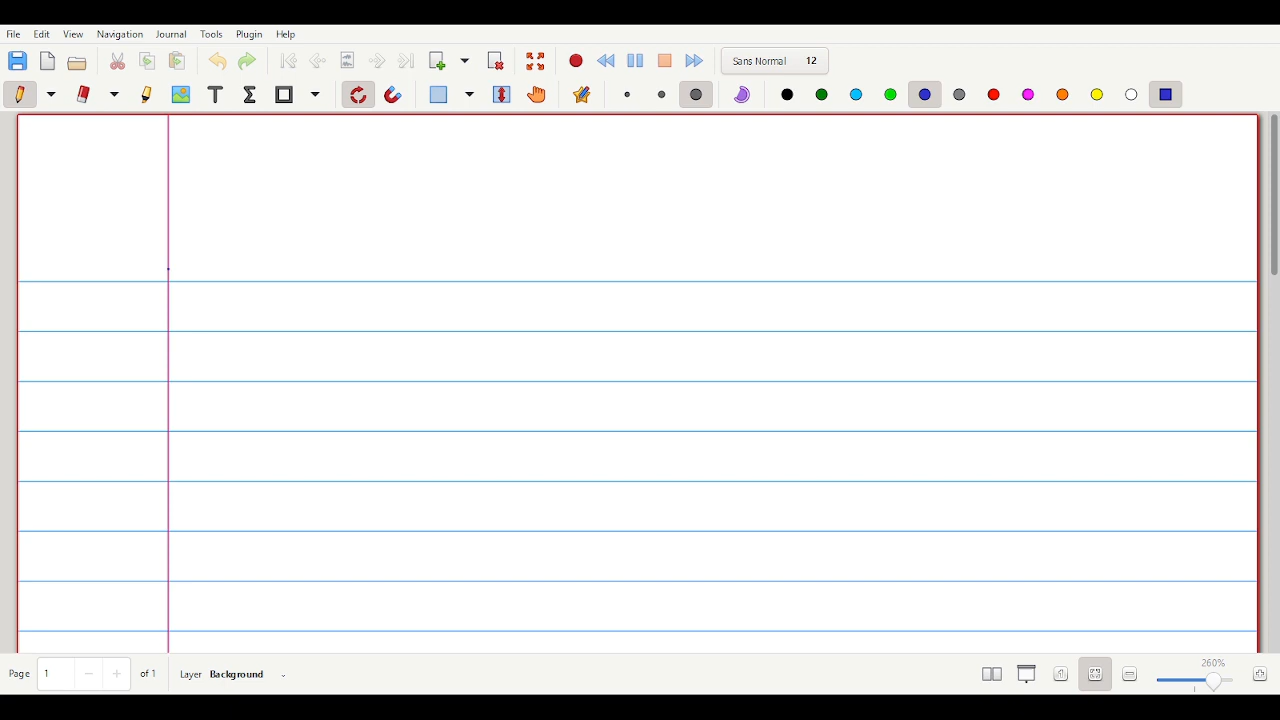 File Edit View Navigation Journal Tools Plugin Help
Sans Normal 12
260%
Page 1 of 1 Layer Background